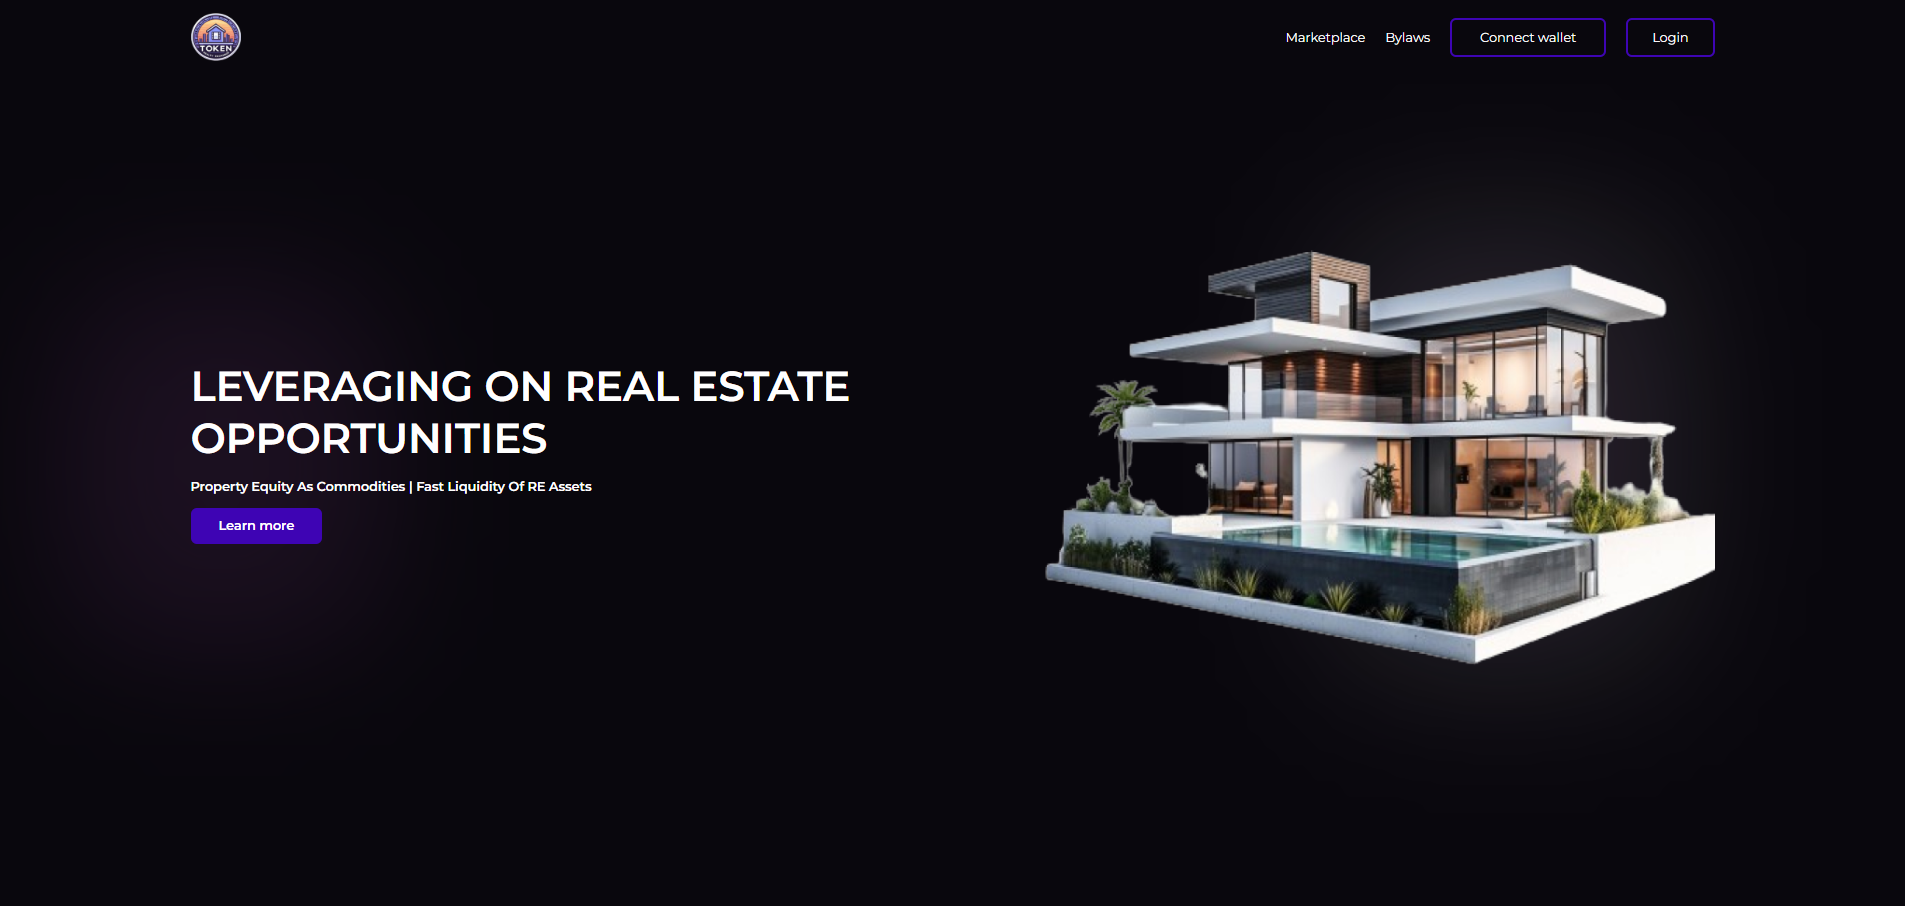 TOKEN
Marketplace
Bylaws
Connect wallet
Login
LEVERAGING ON REAL ESTATE
OPPORTUNITIES
Property Equity As Commodities | Fast Liquidity Of RE Assets
Learn more